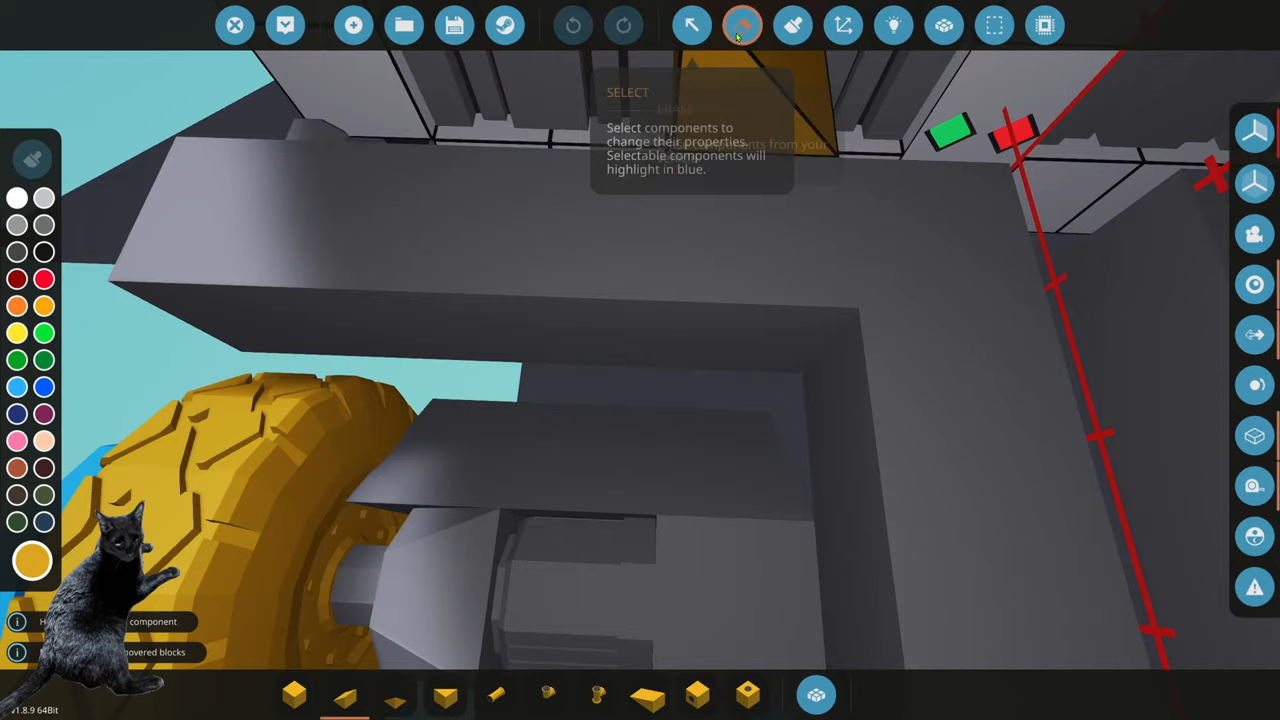 SELECT
ERASE
Select components to
change their properties.
Selectable components will
highlight in blue.
component
overed blocks
v1.8.9 64Bit